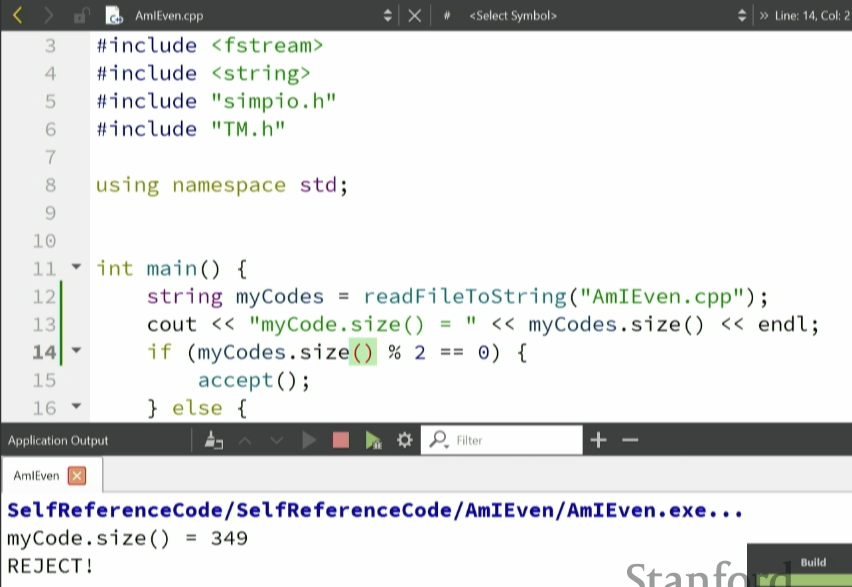 AmIEven.cpp # <Select Symbol> » Line: 14, Col: 2
3 #include <fstream>
4 #include <string>
5 #include "simpio.h"
6 #include "TM.h"
7
8 using namespace std;
9
10
11 int main() {
12 string myCodes = readFileToString("AmIEven.cpp");
13 cout << "myCode.size() = " << myCodes.size() << endl;
14 if (myCodes.size() % 2 == 0) {
15 accept();
16 } else {
Application Output Filter
AmIEven
SelfReferenceCode/SelfReferenceCode/AmIEven/AmIEven.exe...
myCode.size() = 349
REJECT!
Build
Stanford